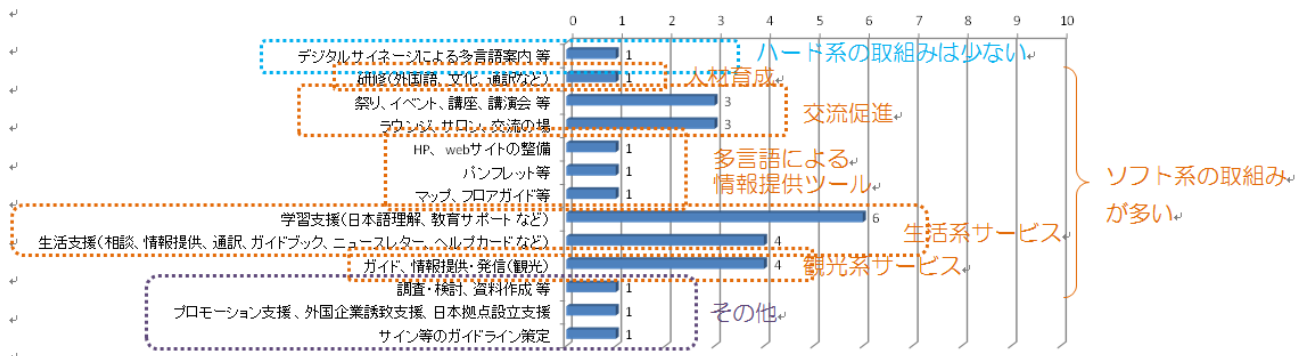 0 1 2 3 4 5 6 7 8 9 10
デジタルサイネージによる多言語案内 等 1 ハード系の取組みは少ない
研修(外国語、文化、通訳など) 1 人材育成
祭り、イベント、講座、講演会 等 3
交流促進
ラウンジ、サロン、交流の場 3
HP、webサイトの整備 1
多言語による
情報提供ツール
パンフレット等 1
マップ、フロアガイド等 1
ソフト系の取組み
が多い
学習支援(日本語理解、教育サポートなど) 6
生活系サービス
生活支援(相談、情報提供、通訳、ガイドブック、ニュースレター、ヘルプカードなど) 4
ガイド、情報提供・発信(観光) 4 観光系サービス
調査・検討、資料作成 等 1
プロモーション支援、外国企業誘致支援、日本拠点設立支援 1 その他
サイン等のガイドライン策定 1